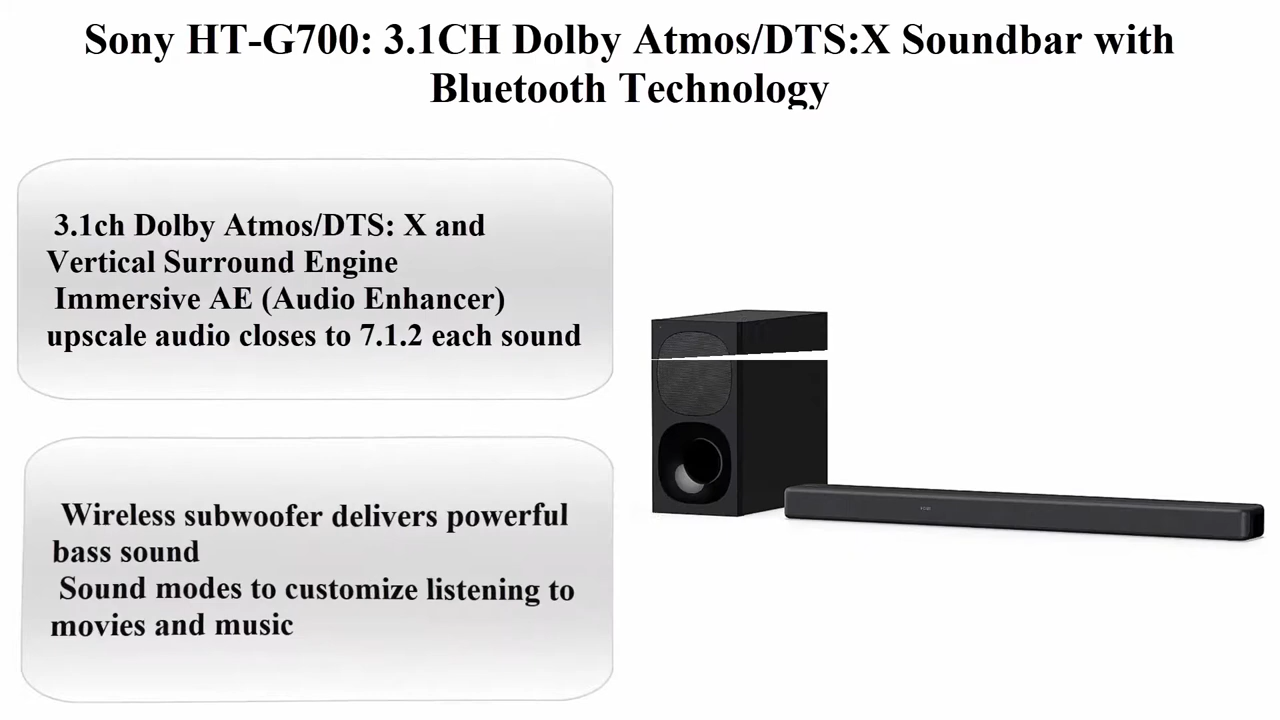 Sony HT-G700: 3.1CH Dolby Atmos/DTS:X Soundbar with
Bluetooth Technology
3.1ch Dolby Atmos/DTS: X and
Vertical Surround Engine
Immersive AE (Audio Enhancer)
upscale audio closes to 7.1.2 each sound
Wireless subwoofer delivers powerful
bass sound
Sound modes to customize listening to
movies and music